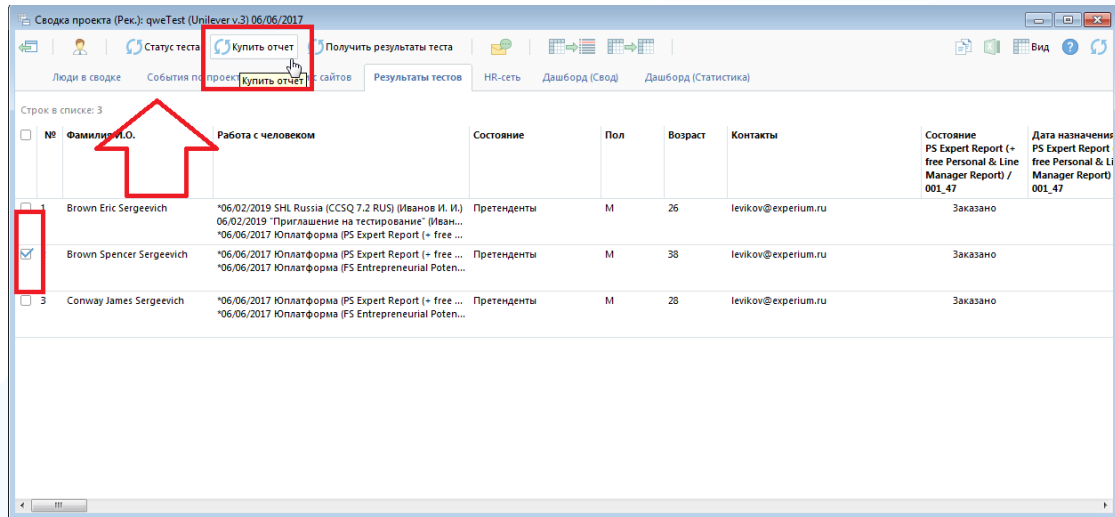 Сводка проекта (Рек.): qweTest (Unilever v.3) 06/06/2017
Статус теста Купить отчет Получить результаты теста Вид
Люди в сводке События по проект с сайтов Результаты тестов HR-сеть Дашборд (Свод) Дашборд (Статистика)
Купить отчет
Строк в списке: 3
№ Фамилия И.О. Работа с человеком Состояние Пол Возраст Контакты Состояние Дата назначения
PS Expert Report (+ PS Expert Report (
free Personal & Line free Personal & Li
Manager Report) / Manager Report)
001_47 001_47
1 Brown Eric Sergeevich *06/02/2019 SHL Russia (CCSQ 7.2 RUS) (Иванов И. И.) Претенденты М 26 levikov@experium.ru Заказано
06/02/2019 "Приглашение на тестирование" (Иван...
*06/06/2017 Юплатформа (PS Expert Report (+ free ...
Brown Spencer Sergeevich *06/06/2017 Юплатформа (PS Expert Report (+ free ... Претенденты М 38 levikov@experium.ru Заказано
*06/06/2017 Юплатформа (FS Entrepreneurial Poten...
3 Conway James Sergeevich *06/06/2017 Юплатформа (PS Expert Report (+ free ... Претенденты М 28 levikov@experium.ru Заказано
*06/06/2017 Юплатформа (FS Entrepreneurial Poten...